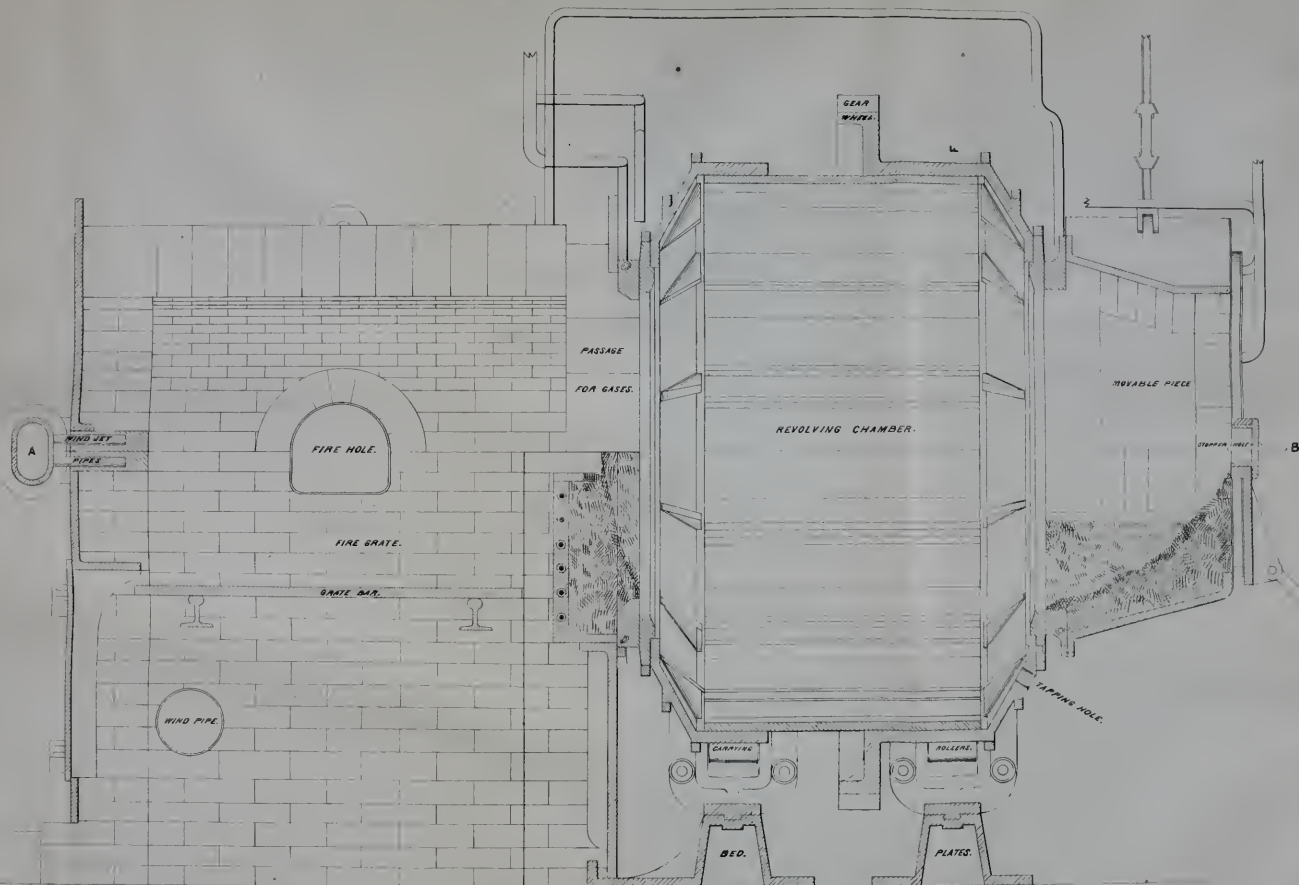 GEAR
WHEEL.
F
PASSAGE
FOR GASES.
MOVABLE PIECE
REVOLVING CHAMBER.
WIND JET
PIPES
A
FIRE HOLE.
STOPPER HOLE
B
FIRE GRATE.
GRATE BAR.
TAPPING HOLE.
WIND PIPE.
CARRYING
ROLLERS.
BED.
PLATES.